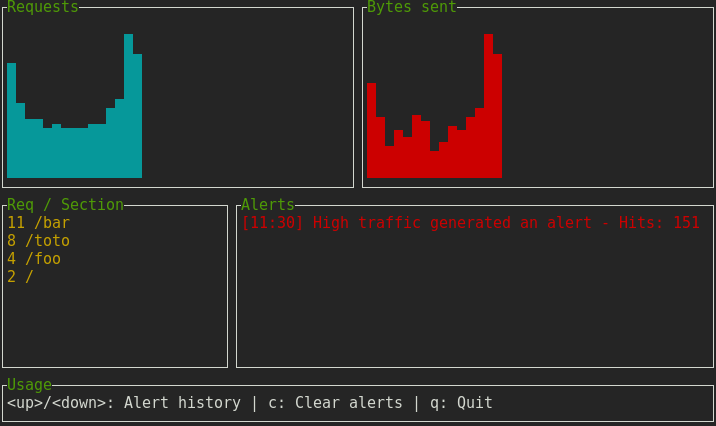 Requests
Bytes sent
Req / Section
11 /bar
8 /toto
4 /foo
2 /
Alerts
[11:30] High traffic generated an alert - Hits: 151
Usage
<up>/<down>: Alert history | c: Clear alerts | q: Quit